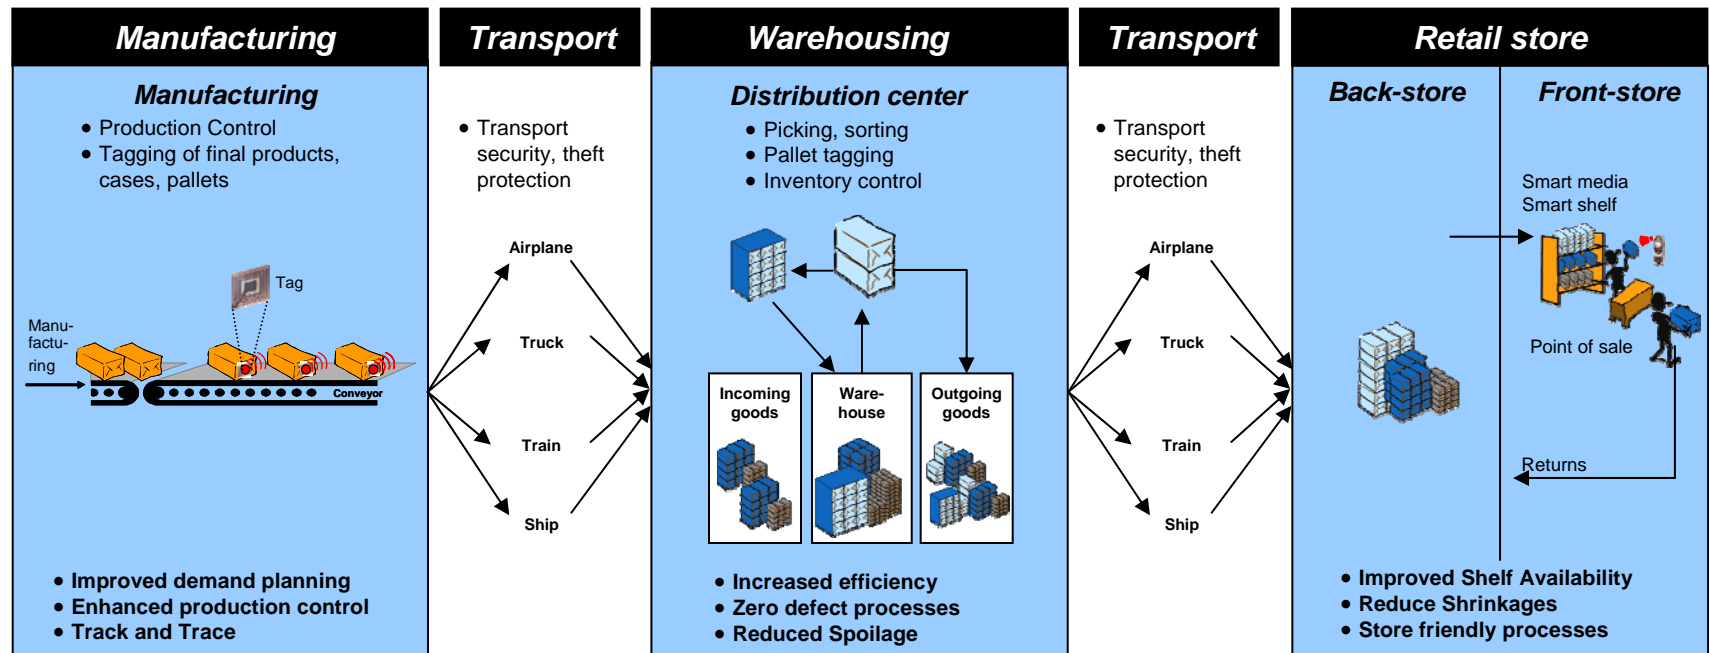 Manufacturing
Transport
Warehousing
Transport
Retail store
Manufacturing
• Production Control
• Tagging of final products,
cases, pallets
Tag
Manu-
factu-
ring
Conveyor
• Improved demand planning
• Enhanced production control
• Track and Trace
• Transport
security, theft
protection
Airplane
Truck
Train
Ship
Distribution center
• Picking, sorting
• Pallet tagging
• Inventory control
Incoming
goods
Ware-
house
Outgoing
goods
• Increased efficiency
• Zero defect processes
• Reduced Spoilage
• Transport
security, theft
protection
Airplane
Truck
Train
Ship
Back-store
Front-store
Smart media
Smart shelf
Point of sale
Returns
• Improved Shelf Availability
• Reduce Shrinkages
• Store friendly processes